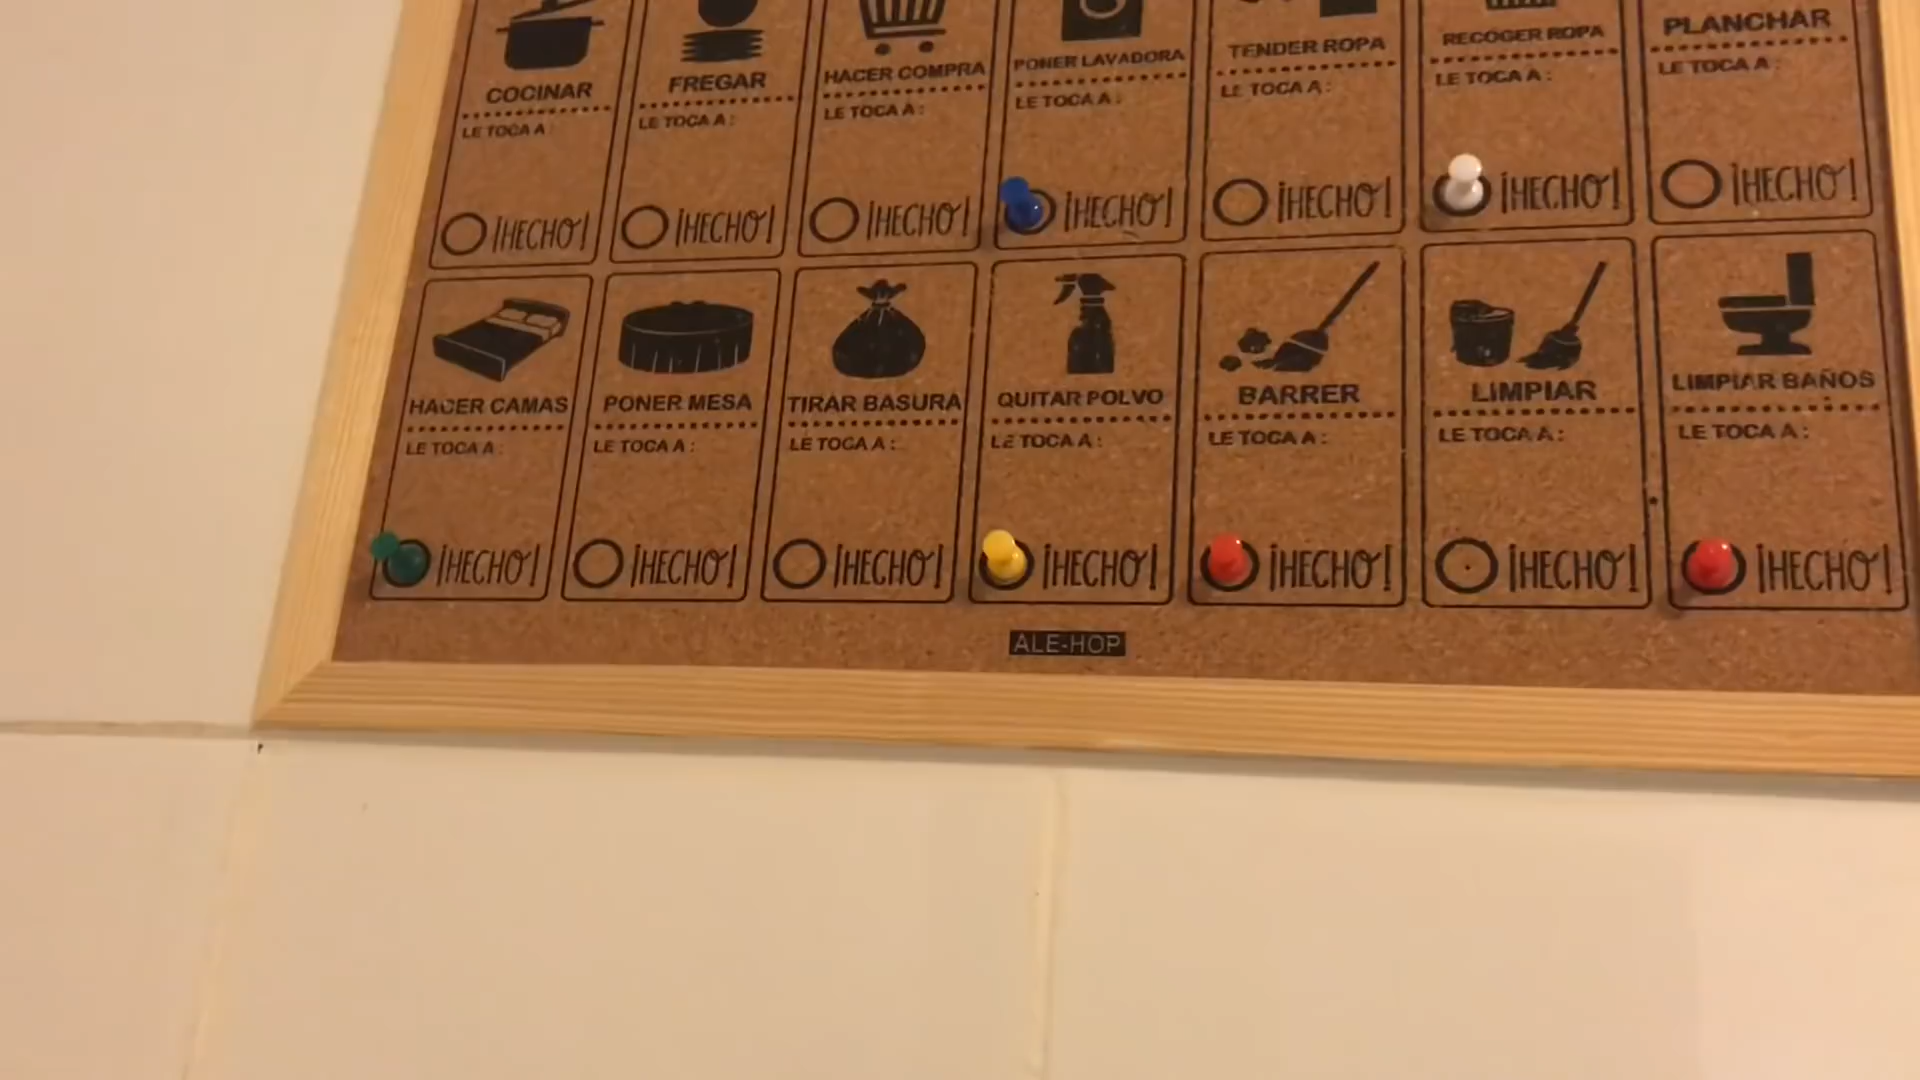 COCINAR
LE TOCA A :
¡HECHO!
FREGAR
LE TOCA A :
¡HECHO!
HACER COMPRA
LE TOCA A :
¡HECHO!
PONER LAVADORA
LE TOCA A :
¡HECHO!
TENDER ROPA
LE TOCA A :
¡HECHO!
RECOGER ROPA
LE TOCA A :
¡HECHO!
PLANCHAR
LE TOCA A :
¡HECHO!
HACER CAMAS
LE TOCA A :
¡HECHO!
PONER MESA
LE TOCA A :
¡HECHO!
TIRAR BASURA
LE TOCA A :
¡HECHO!
QUITAR POLVO
LE TOCA A :
¡HECHO!
BARRER
LE TOCA A :
¡HECHO!
LIMPIAR
LE TOCA A :
¡HECHO!
LIMPIAR BAÑOS
LE TOCA A :
¡HECHO!
ALE-HOP